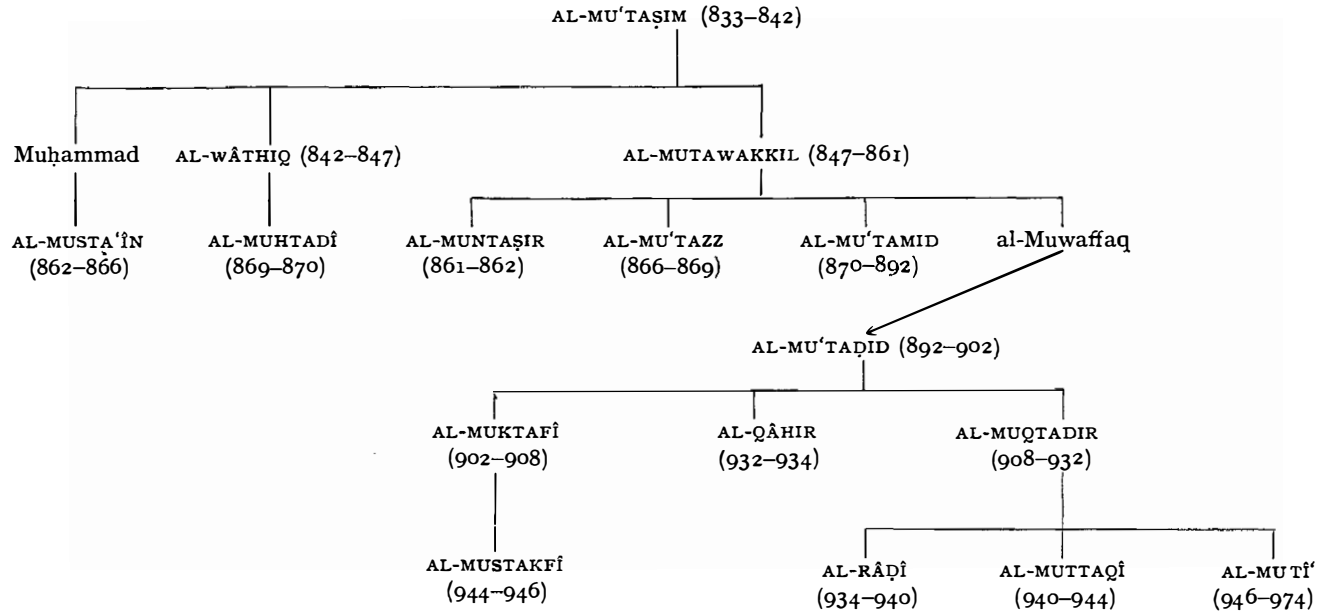 AL-MUʻTAṢIM (833–842)
Muḥammad
AL-WÂTHIQ (842–847)
AL-MUTAWAKKIL (847–861)
AL-MUSTAʻÎN
(862–866)
AL-MUHTADÎ
(869–870)
AL-MUNTAṢIR
(861–862)
AL-MUʻTAZZ
(866–869)
AL-MUʻTAMID
(870–892)
al-Muwaffaq
AL-MUʻTAḌID (892–902)
AL-MUKTAFÎ
(902–908)
AL-QÂHIR
(932–934)
AL-MUQTADIR
(908–932)
AL-MUSTAKFÎ
(944–946)
AL-RÂḌÎ
(934–940)
AL-MUTTAQÎ
(940–944)
AL-MUTÎʻ
(946–974)